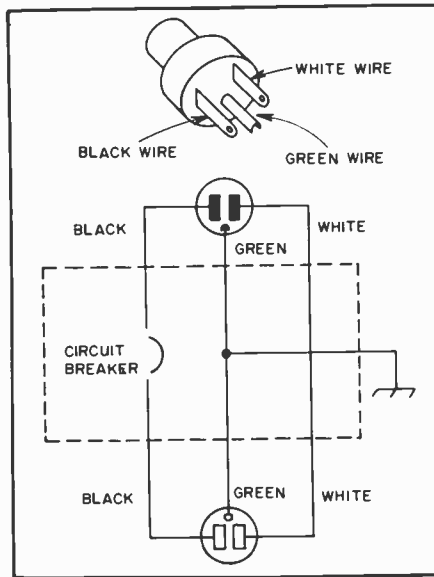 WHITE WIRE
BLACK WIRE
GREEN WIRE
BLACK
WHITE
GREEN
CIRCUIT
BREAKER
BLACK
GREEN
WHITE